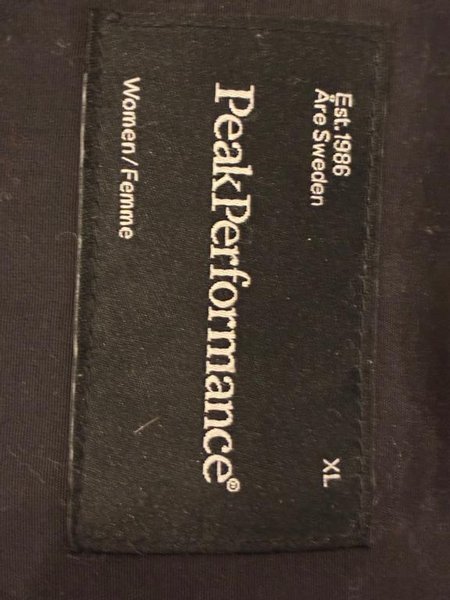 Est. 1986
Åre Sweden
XL
PeakPerformance®
Women / Femme